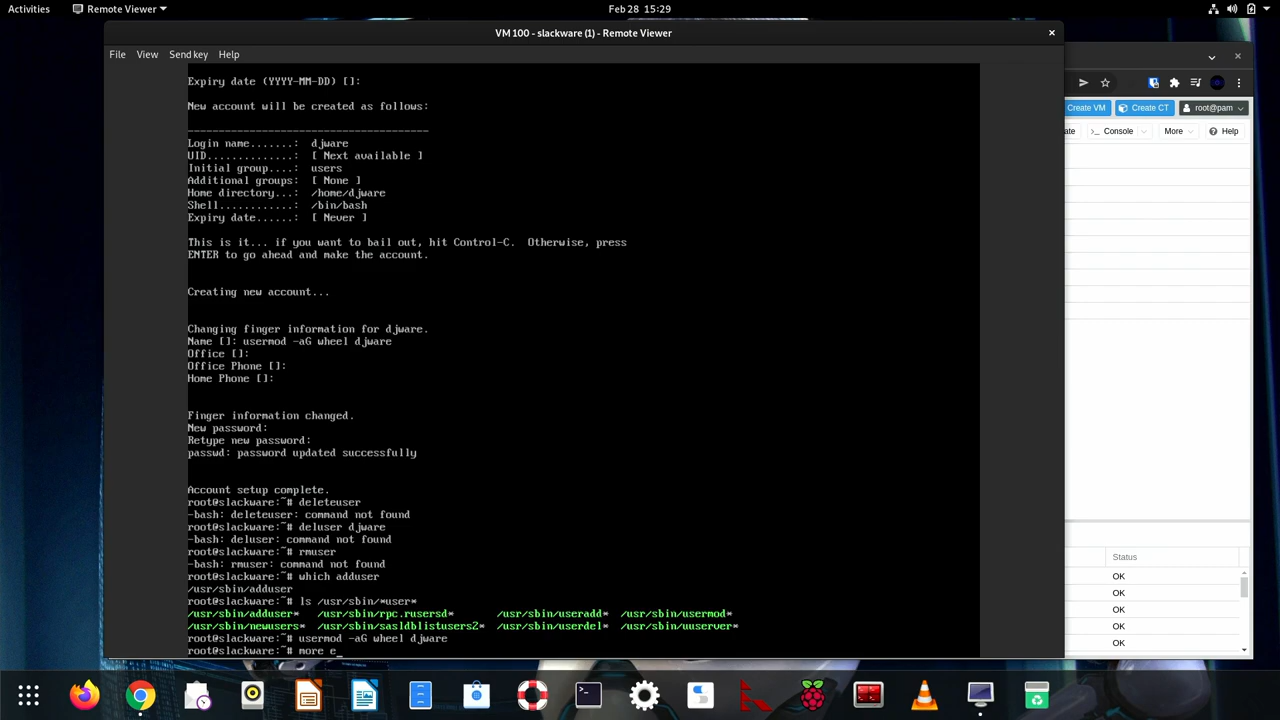 Activities
Remote Viewer
Feb 28 15:29
VM 100 - slackware (1) - Remote Viewer
File View Send key Help
Expiry date (YYYY-MM-DD) []:
New account will be created as follows:
---------------------------------------
Login name.......:  djware
UID..............:  [ Next available ]
Initial group....:  users
Additional groups:  [ None ]
Home directory...:  /home/djware
Shell............:  /bin/bash
Expiry date......:  [ Never ]
This is it... if you want to bail out, hit Control-C.  Otherwise, press
ENTER to go ahead and make the account.
Creating new account...
Changing finger information for djware.
Name []: usermod -aG wheel djware
Office []:
Office Phone []:
Home Phone []:
Finger information changed.
New password:
Retype new password:
passwd: password updated successfully
Account setup complete.
root@slackware:~# deleteuser
-bash: deleteuser: command not found
root@slackware:~# deluser djware
-bash: deluser: command not found
root@slackware:~# rmuser
-bash: rmuser: command not found
root@slackware:~# which adduser
/usr/sbin/adduser
root@slackware:~# ls /usr/sbin/*user*
/usr/sbin/adduser*   /usr/sbin/rpc.rusersd*       /usr/sbin/useradd*  /usr/sbin/usermod*
/usr/sbin/newusers*  /usr/sbin/sasldblistusers2*  /usr/sbin/userdel*  /usr/sbin/uuserver*
root@slackware:~# usermod -aG wheel djware
root@slackware:~# more e_
Create VM Create CT root@pam
ate >_ Console More Help
Status
OK
OK
OK
OK
OK